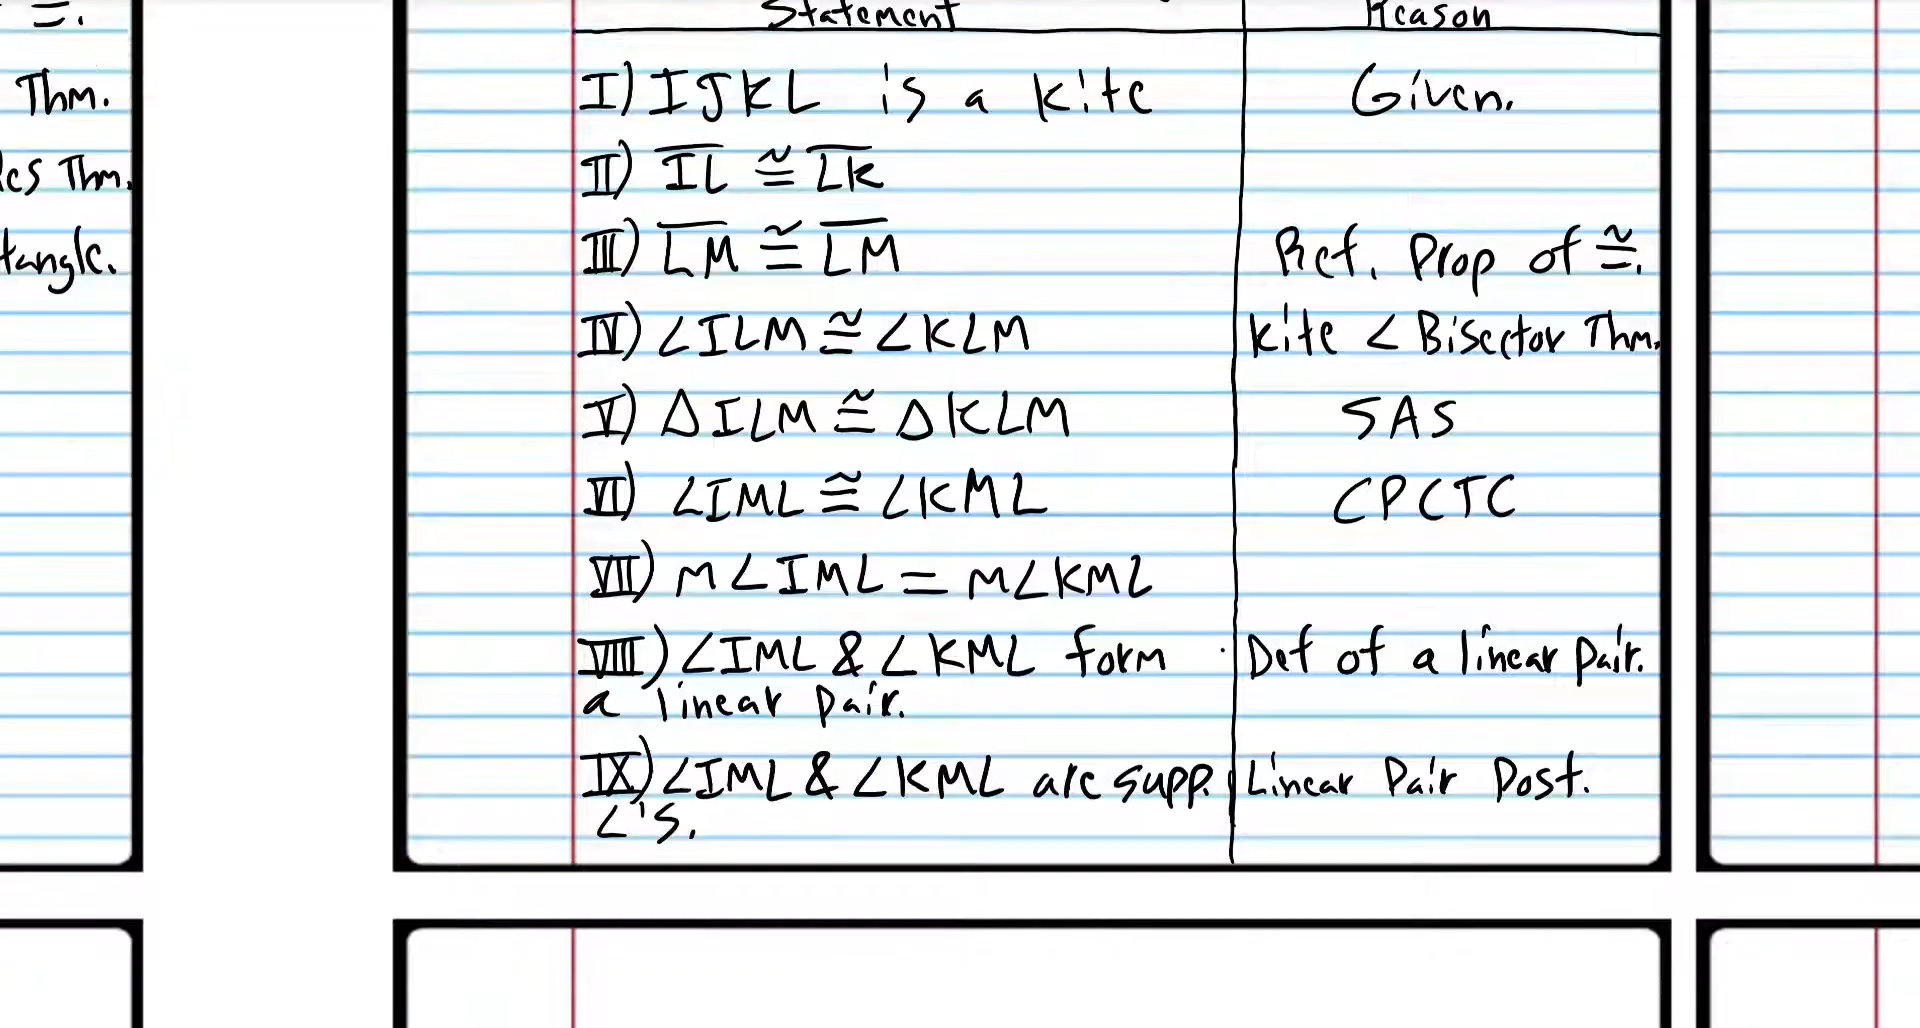 ≅.
Thm.
Thm.
Statement Reason
I) IJKL is a kite Given.
II) IL ≅ LK
III) LM ≅ LM Ref. Prop of ≅.
IV) ∠ILM ≅ ∠KLM kite ∠ Bisector Thm.
V) ΔILM ≅ ΔKLM SAS
VI) ∠IML ≅ ∠KML CPCTC
VII) m∠IML = m∠KML
VIII) ∠IML & ∠KML form Def of a linear pair.
a linear pair.
IX) ∠IML & ∠KML are supp. Linear Pair Post.
∠'s.